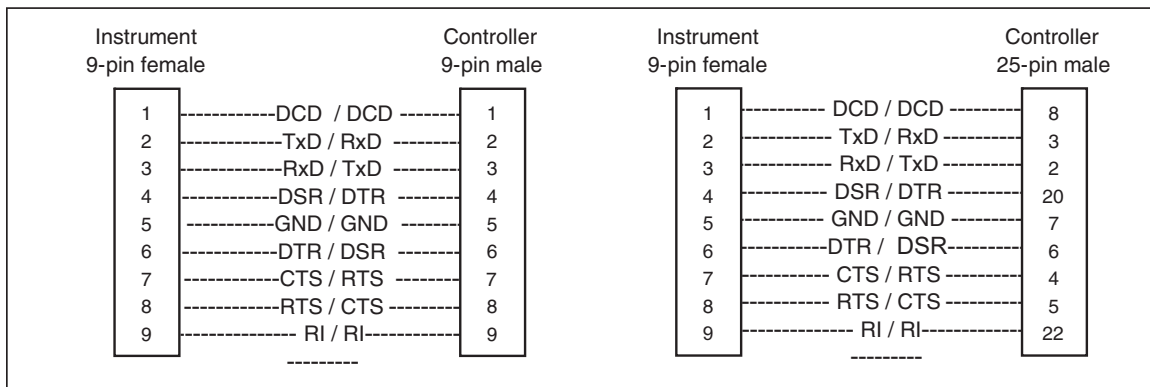 Instrument
9-pin female
Controller
9-pin male
1 DCD / DCD 1
2 TxD / RxD 2
3 RxD / TxD 3
4 DSR / DTR 4
5 GND / GND 5
6 DTR / DSR 6
7 CTS / RTS 7
8 RTS / CTS 8
9 RI / RI 9
Instrument
9-pin female
Controller
25-pin male
1 DCD / DCD 8
2 TxD / RxD 3
3 RxD / TxD 2
4 DSR / DTR 20
5 GND / GND 7
6 DTR / DSR 6
7 CTS / RTS 4
8 RTS / CTS 5
9 RI / RI 22